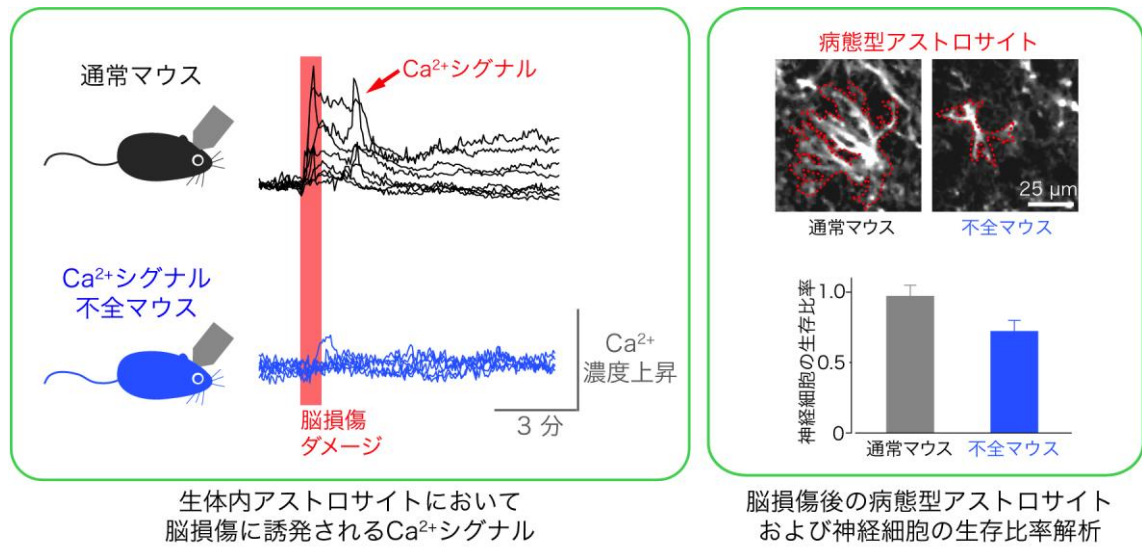 通常マウス
Ca²⁺シグナル
Ca²⁺シグナル
不全マウス
脳損傷
ダメージ
Ca²⁺
濃度上昇
3 分
生体内アストロサイトにおいて
脳損傷に誘発されるCa²⁺シグナル
病態型アストロサイト
25 μm
通常マウス
不全マウス
神経細胞の生存比率
1.0
0.5
0
通常マウス
不全マウス
脳損傷後の病態型アストロサイト
および神経細胞の生存比率解析